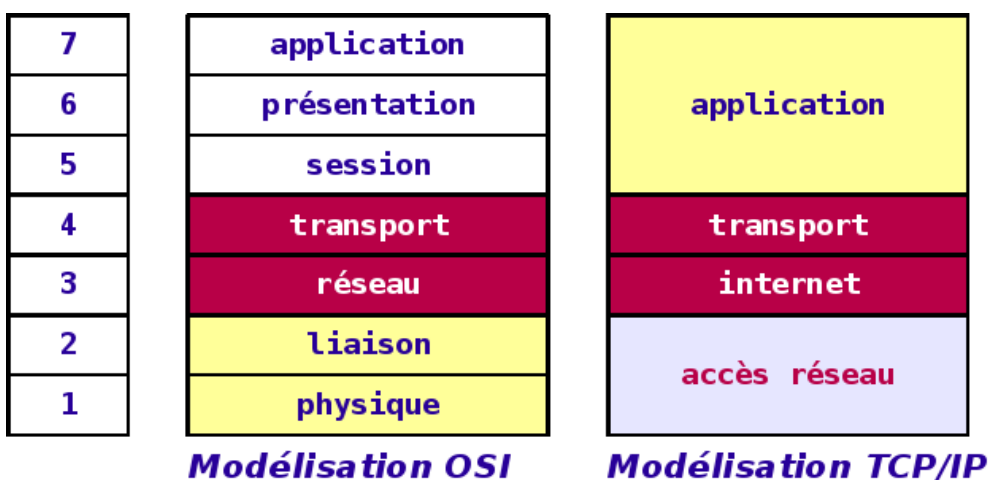 7
application
6
présentation
application
5
session
4
transport
transport
3
réseau
internet
2
liaison
accès réseau
1
physique
Modélisation OSI
Modélisation TCP/IP